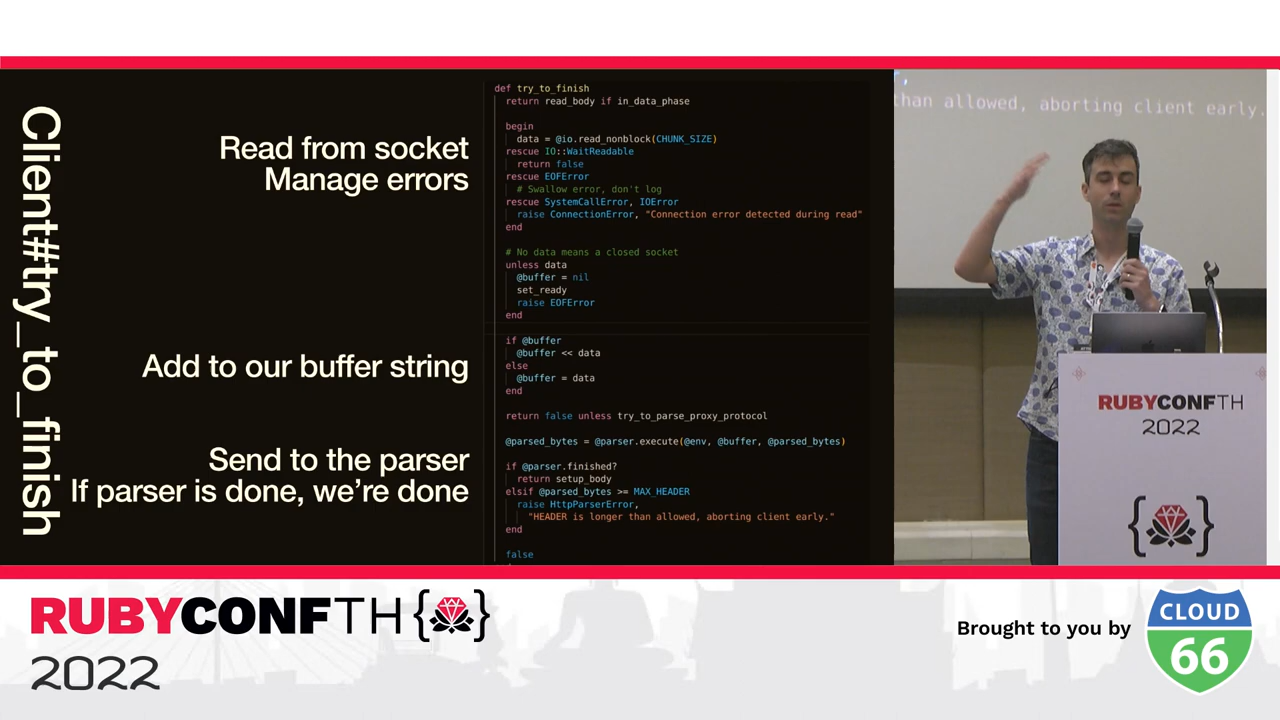 Client#try_to_finish
Read from socket
Manage errors
Add to our buffer string
Send to the parser
If parser is done, we're done
def try_to_finish
return read_body if in_data_phase
begin
data = @io.read_nonblock(CHUNK_SIZE)
rescue IO::WaitReadable
return false
rescue EOFError
# Swallow error, don't log
rescue SystemCallError, IOError
raise ConnectionError, "Connection error detected during read"
end
# No data means a closed socket
unless data
@buffer = nil
set_ready
raise EOFError
end
if @buffer
@buffer << data
else
@buffer = data
end
return false unless try_to_parse_proxy_protocol
@parsed_bytes = @parser.execute(@env, @buffer, @parsed_bytes)
if @parser.finished?
return setup_body
elsif @parsed_bytes >= MAX_HEADER
raise HttpParserError,
"HEADER is longer than allowed, aborting client early."
end
false
than allowed, aborting client early.
RUBYCONFTH
2022
RUBYCONFTH
2022
Brought to you by
CLOUD
66